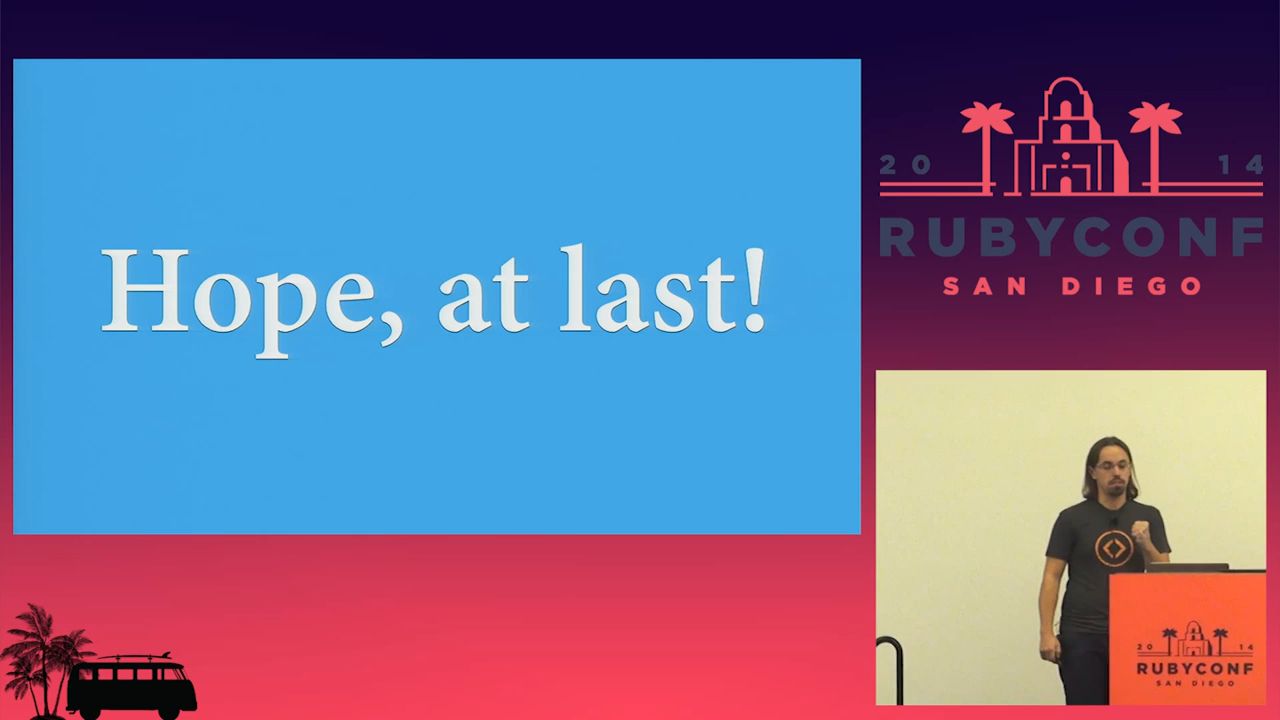 Hope, at last!
20 14
RUBYCONF
SAN DIEGO
20 14
RUBYCONF
SAN DIEGO